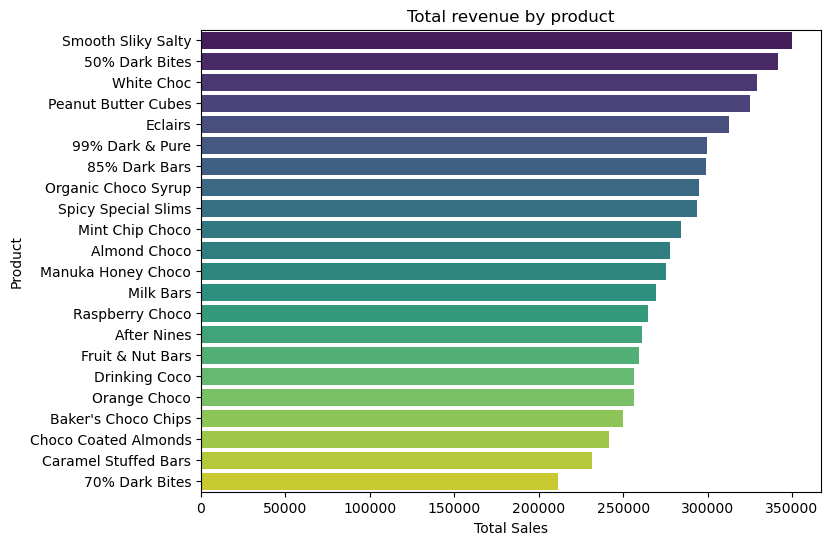 Total revenue by product
Smooth Sliky Salty
50% Dark Bites
White Choc
Peanut Butter Cubes
Eclairs
99% Dark & Pure
85% Dark Bars
Organic Choco Syrup
Spicy Special Slims
Mint Chip Choco
Almond Choco
Manuka Honey Choco
Milk Bars
Raspberry Choco
After Nines
Fruit & Nut Bars
Drinking Coco
Orange Choco
Baker's Choco Chips
Choco Coated Almonds
Caramel Stuffed Bars
70% Dark Bites
Product
0 50000 100000 150000 200000 250000 300000 350000
Total Sales